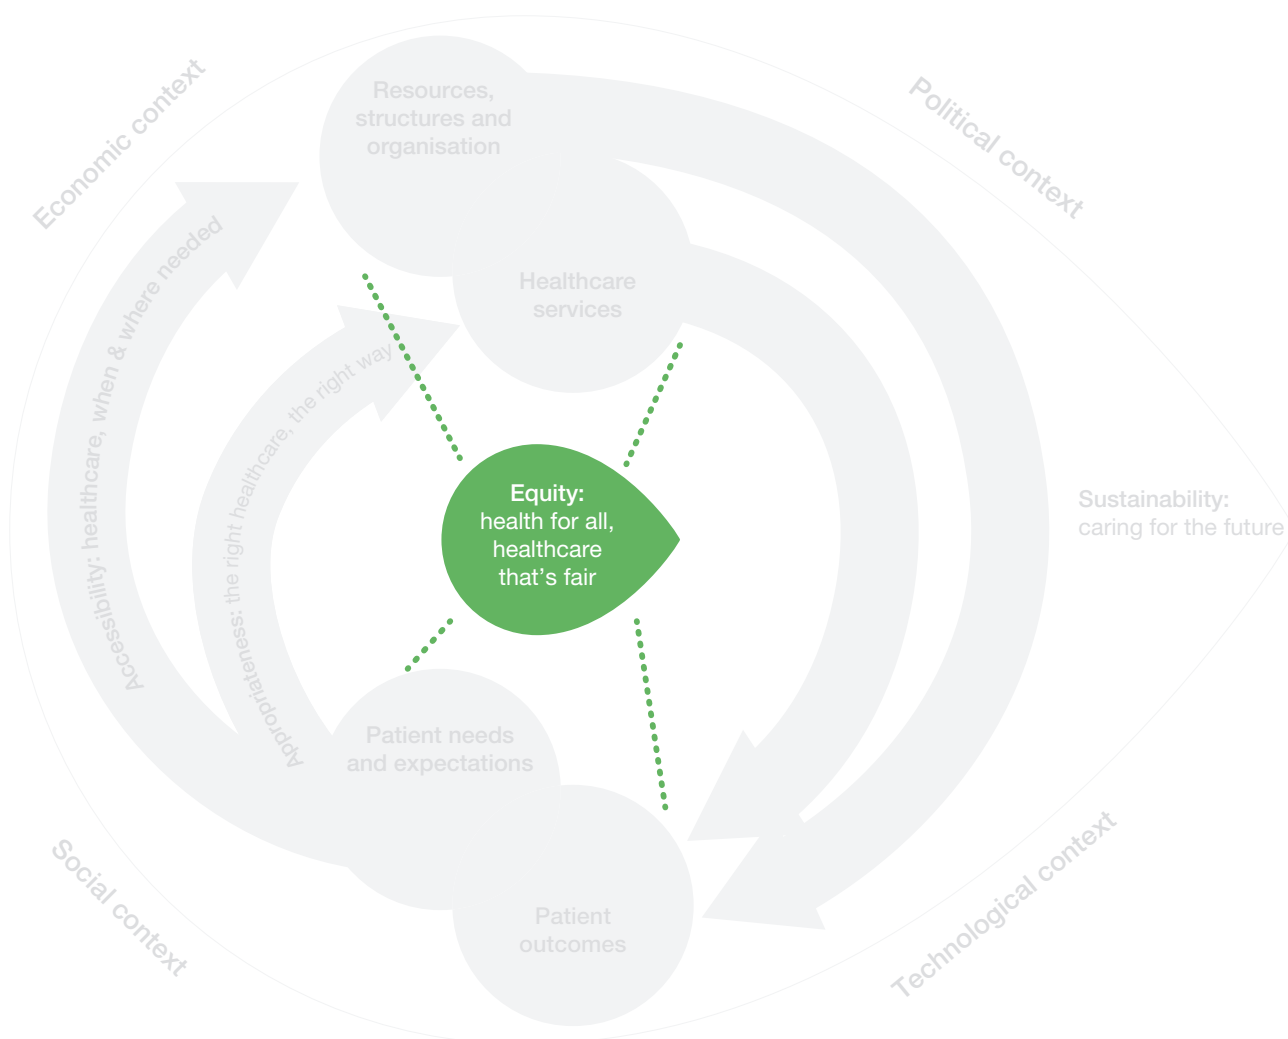 Economic context
Political context
Resources,
structures and
organisation
Healthcare
services
Accessibility: healthcare, when & where needed
Appropriateness: the right healthcare, the right way
Equity:
health for all,
healthcare
that's fair
Sustainability:
caring for the future
Patient needs
and expectations
Patient
outcomes
Social context
Technological context